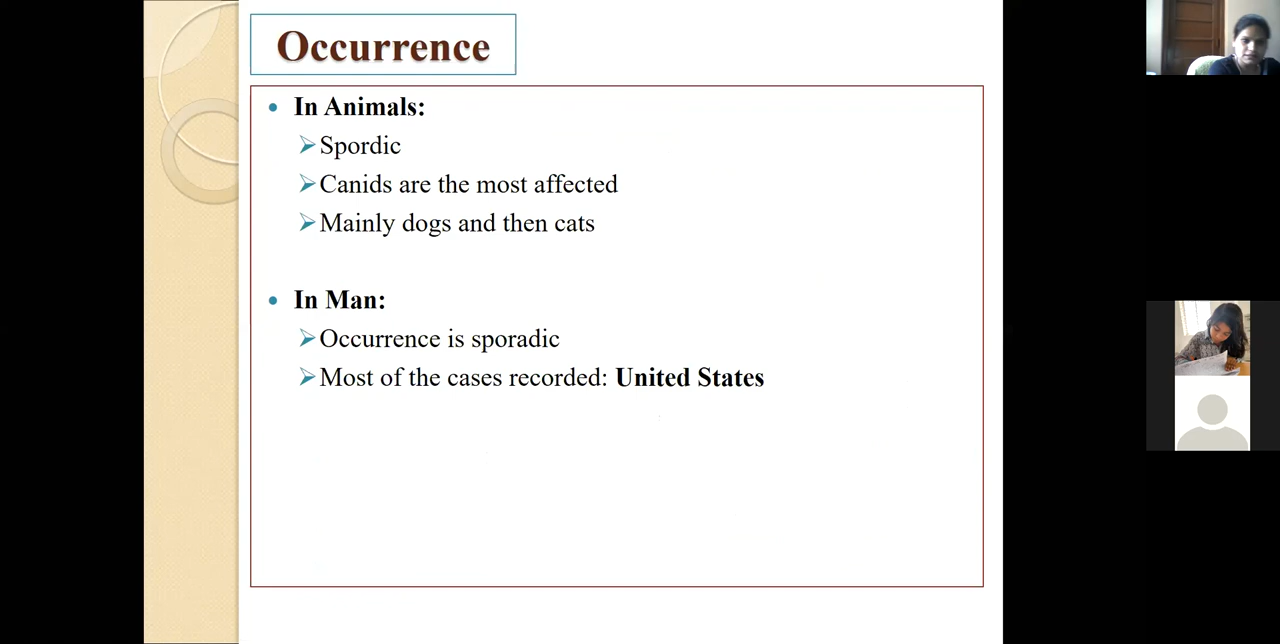 Occurrence
In Animals:
Spordic
Canids are the most affected
Mainly dogs and then cats
In Man:
Occurrence is sporadic
Most of the cases recorded: United States